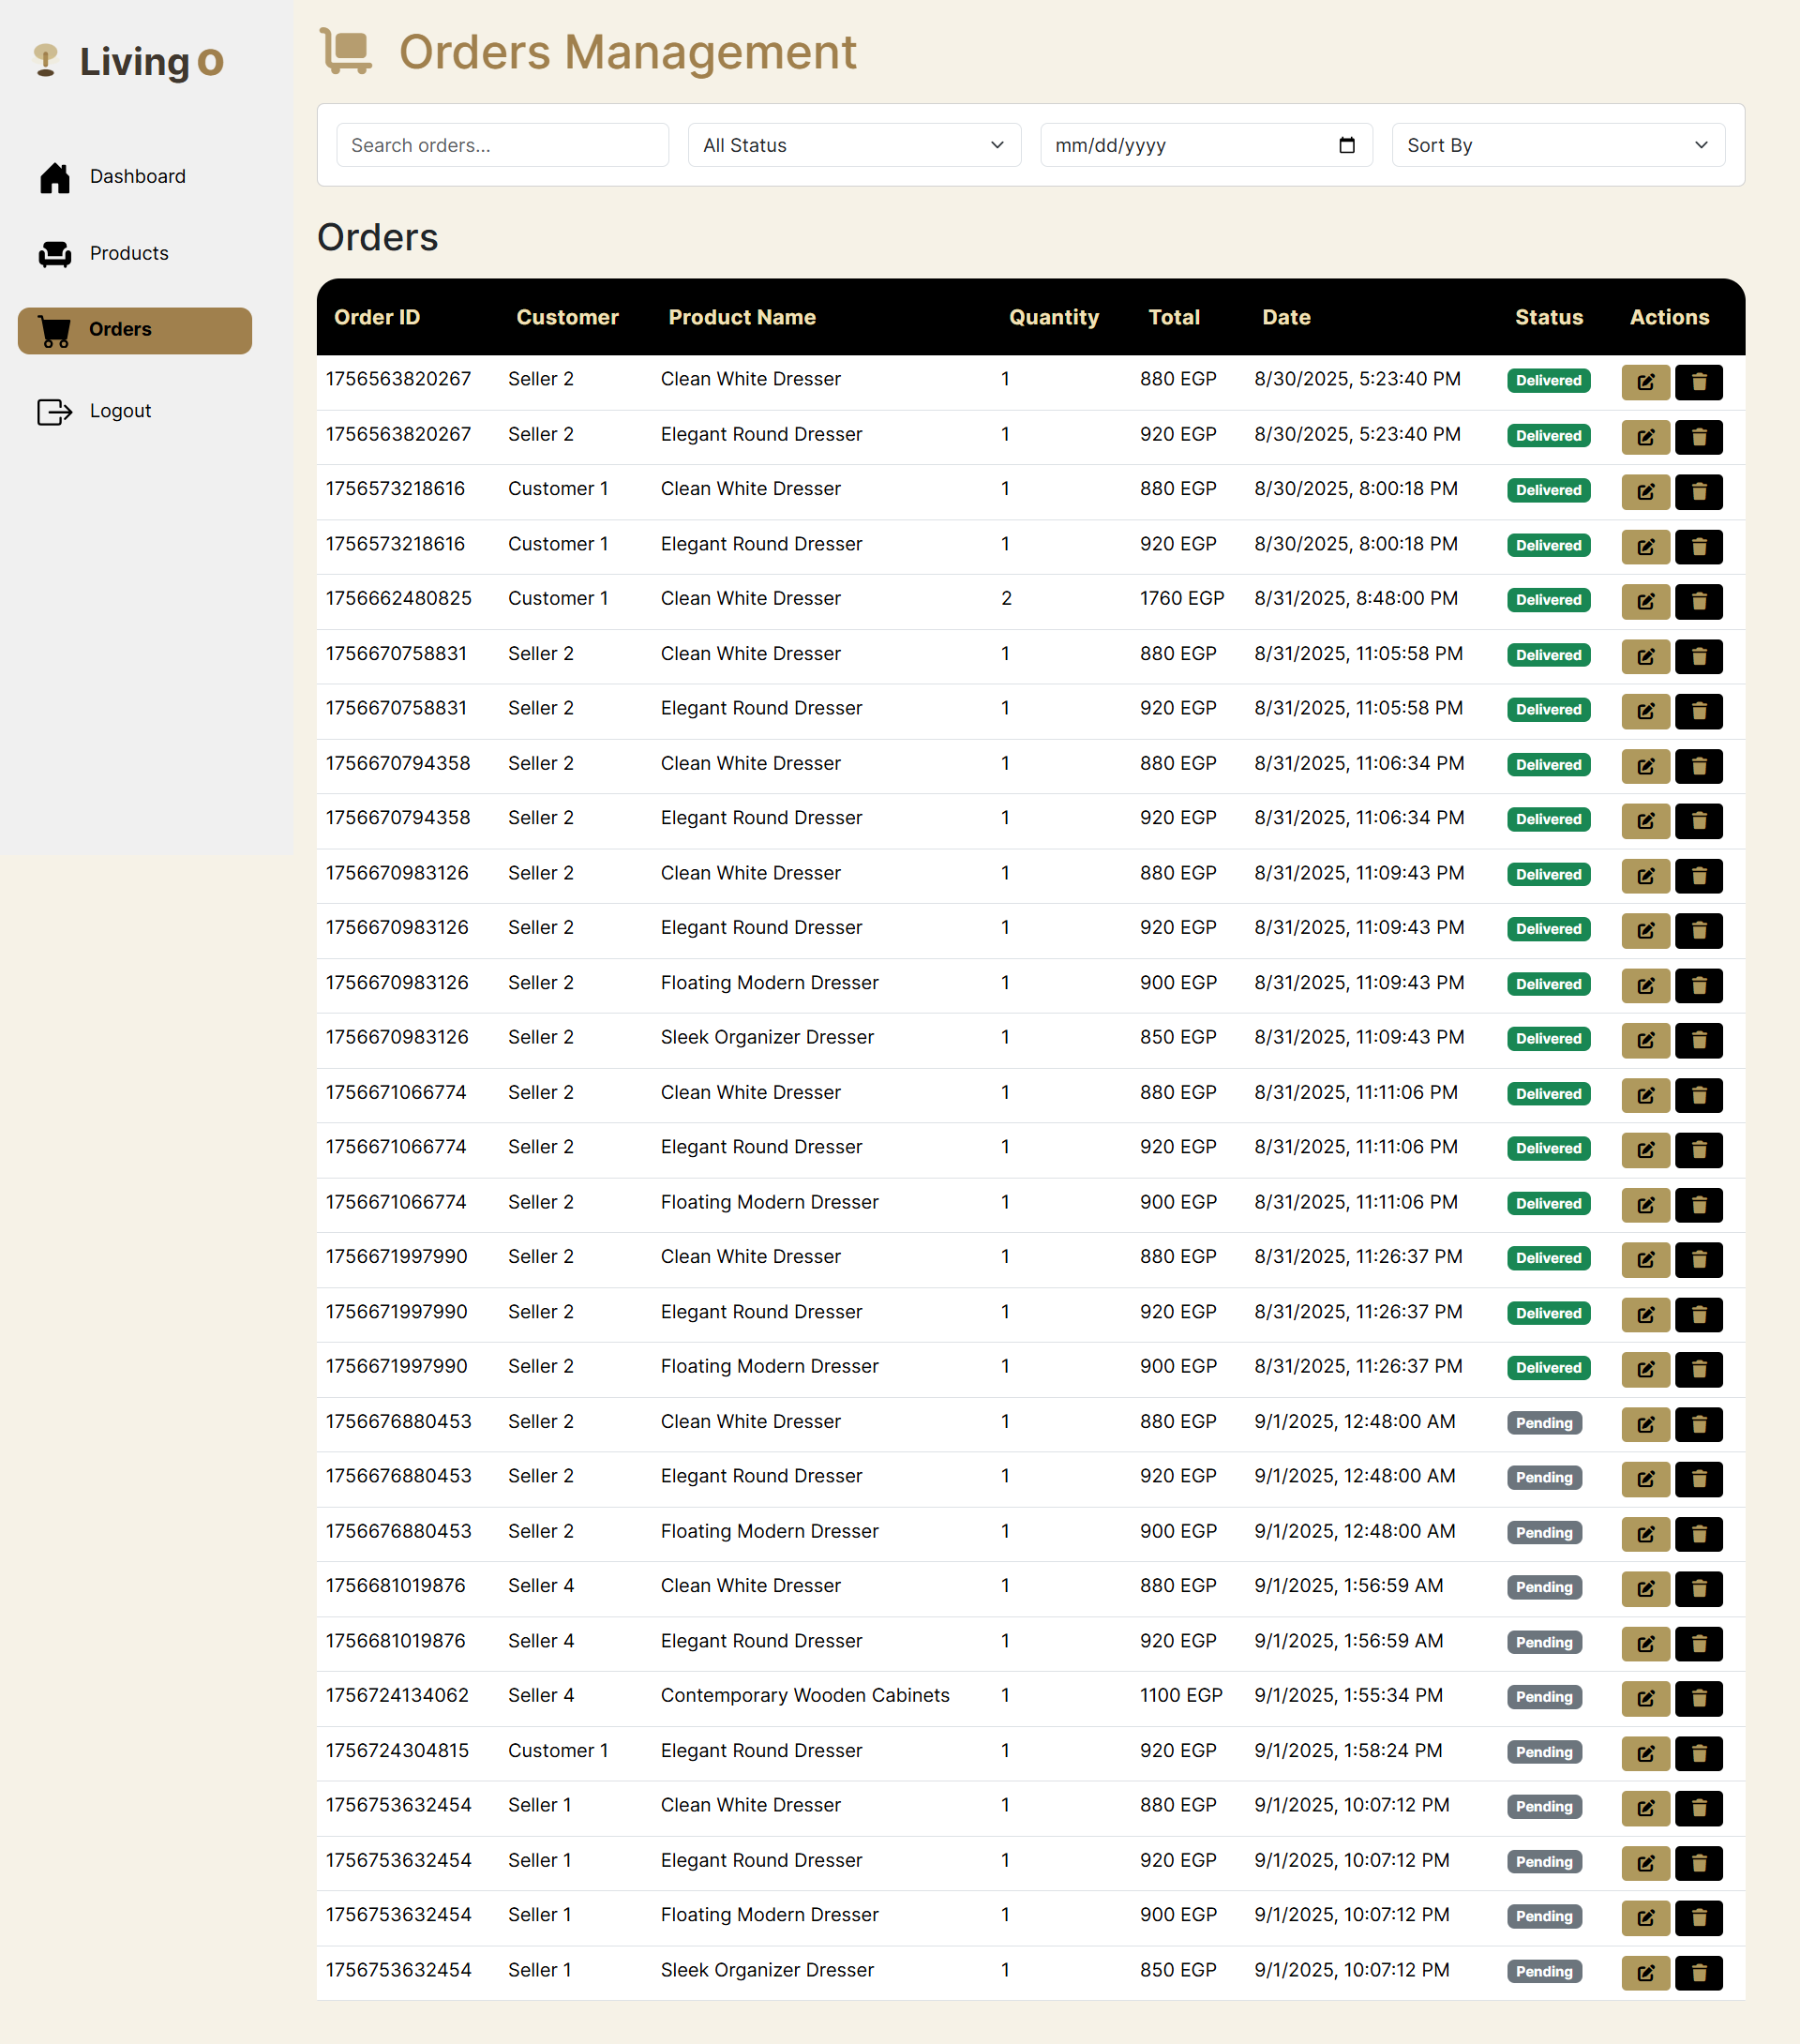 Living O
Dashboard
Products
Orders
Logout
Orders Management
Search orders... All Status mm/dd/yyyy Sort By
Orders
Order ID Customer Product Name Quantity Total Date Status Actions
1756563820267 Seller 2 Clean White Dresser 1 880 EGP 8/30/2025, 5:23:40 PM Delivered
1756563820267 Seller 2 Elegant Round Dresser 1 920 EGP 8/30/2025, 5:23:40 PM Delivered
1756573218616 Customer 1 Clean White Dresser 1 880 EGP 8/30/2025, 8:00:18 PM Delivered
1756573218616 Customer 1 Elegant Round Dresser 1 920 EGP 8/30/2025, 8:00:18 PM Delivered
1756662480825 Customer 1 Clean White Dresser 2 1760 EGP 8/31/2025, 8:48:00 PM Delivered
1756670758831 Seller 2 Clean White Dresser 1 880 EGP 8/31/2025, 11:05:58 PM Delivered
1756670758831 Seller 2 Elegant Round Dresser 1 920 EGP 8/31/2025, 11:05:58 PM Delivered
1756670794358 Seller 2 Clean White Dresser 1 880 EGP 8/31/2025, 11:06:34 PM Delivered
1756670794358 Seller 2 Elegant Round Dresser 1 920 EGP 8/31/2025, 11:06:34 PM Delivered
1756670983126 Seller 2 Clean White Dresser 1 880 EGP 8/31/2025, 11:09:43 PM Delivered
1756670983126 Seller 2 Elegant Round Dresser 1 920 EGP 8/31/2025, 11:09:43 PM Delivered
1756670983126 Seller 2 Floating Modern Dresser 1 900 EGP 8/31/2025, 11:09:43 PM Delivered
1756670983126 Seller 2 Sleek Organizer Dresser 1 850 EGP 8/31/2025, 11:09:43 PM Delivered
1756671066774 Seller 2 Clean White Dresser 1 880 EGP 8/31/2025, 11:11:06 PM Delivered
1756671066774 Seller 2 Elegant Round Dresser 1 920 EGP 8/31/2025, 11:11:06 PM Delivered
1756671066774 Seller 2 Floating Modern Dresser 1 900 EGP 8/31/2025, 11:11:06 PM Delivered
1756671997990 Seller 2 Clean White Dresser 1 880 EGP 8/31/2025, 11:26:37 PM Delivered
1756671997990 Seller 2 Elegant Round Dresser 1 920 EGP 8/31/2025, 11:26:37 PM Delivered
1756671997990 Seller 2 Floating Modern Dresser 1 900 EGP 8/31/2025, 11:26:37 PM Delivered
1756676880453 Seller 2 Clean White Dresser 1 880 EGP 9/1/2025, 12:48:00 AM Pending
1756676880453 Seller 2 Elegant Round Dresser 1 920 EGP 9/1/2025, 12:48:00 AM Pending
1756676880453 Seller 2 Floating Modern Dresser 1 900 EGP 9/1/2025, 12:48:00 AM Pending
1756681019876 Seller 4 Clean White Dresser 1 880 EGP 9/1/2025, 1:56:59 AM Pending
1756681019876 Seller 4 Elegant Round Dresser 1 920 EGP 9/1/2025, 1:56:59 AM Pending
1756724134062 Seller 4 Contemporary Wooden Cabinets 1 1100 EGP 9/1/2025, 1:55:34 PM Pending
1756724304815 Customer 1 Elegant Round Dresser 1 920 EGP 9/1/2025, 1:58:24 PM Pending
1756753632454 Seller 1 Clean White Dresser 1 880 EGP 9/1/2025, 10:07:12 PM Pending
1756753632454 Seller 1 Elegant Round Dresser 1 920 EGP 9/1/2025, 10:07:12 PM Pending
1756753632454 Seller 1 Floating Modern Dresser 1 900 EGP 9/1/2025, 10:07:12 PM Pending
1756753632454 Seller 1 Sleek Organizer Dresser 1 850 EGP 9/1/2025, 10:07:12 PM Pending